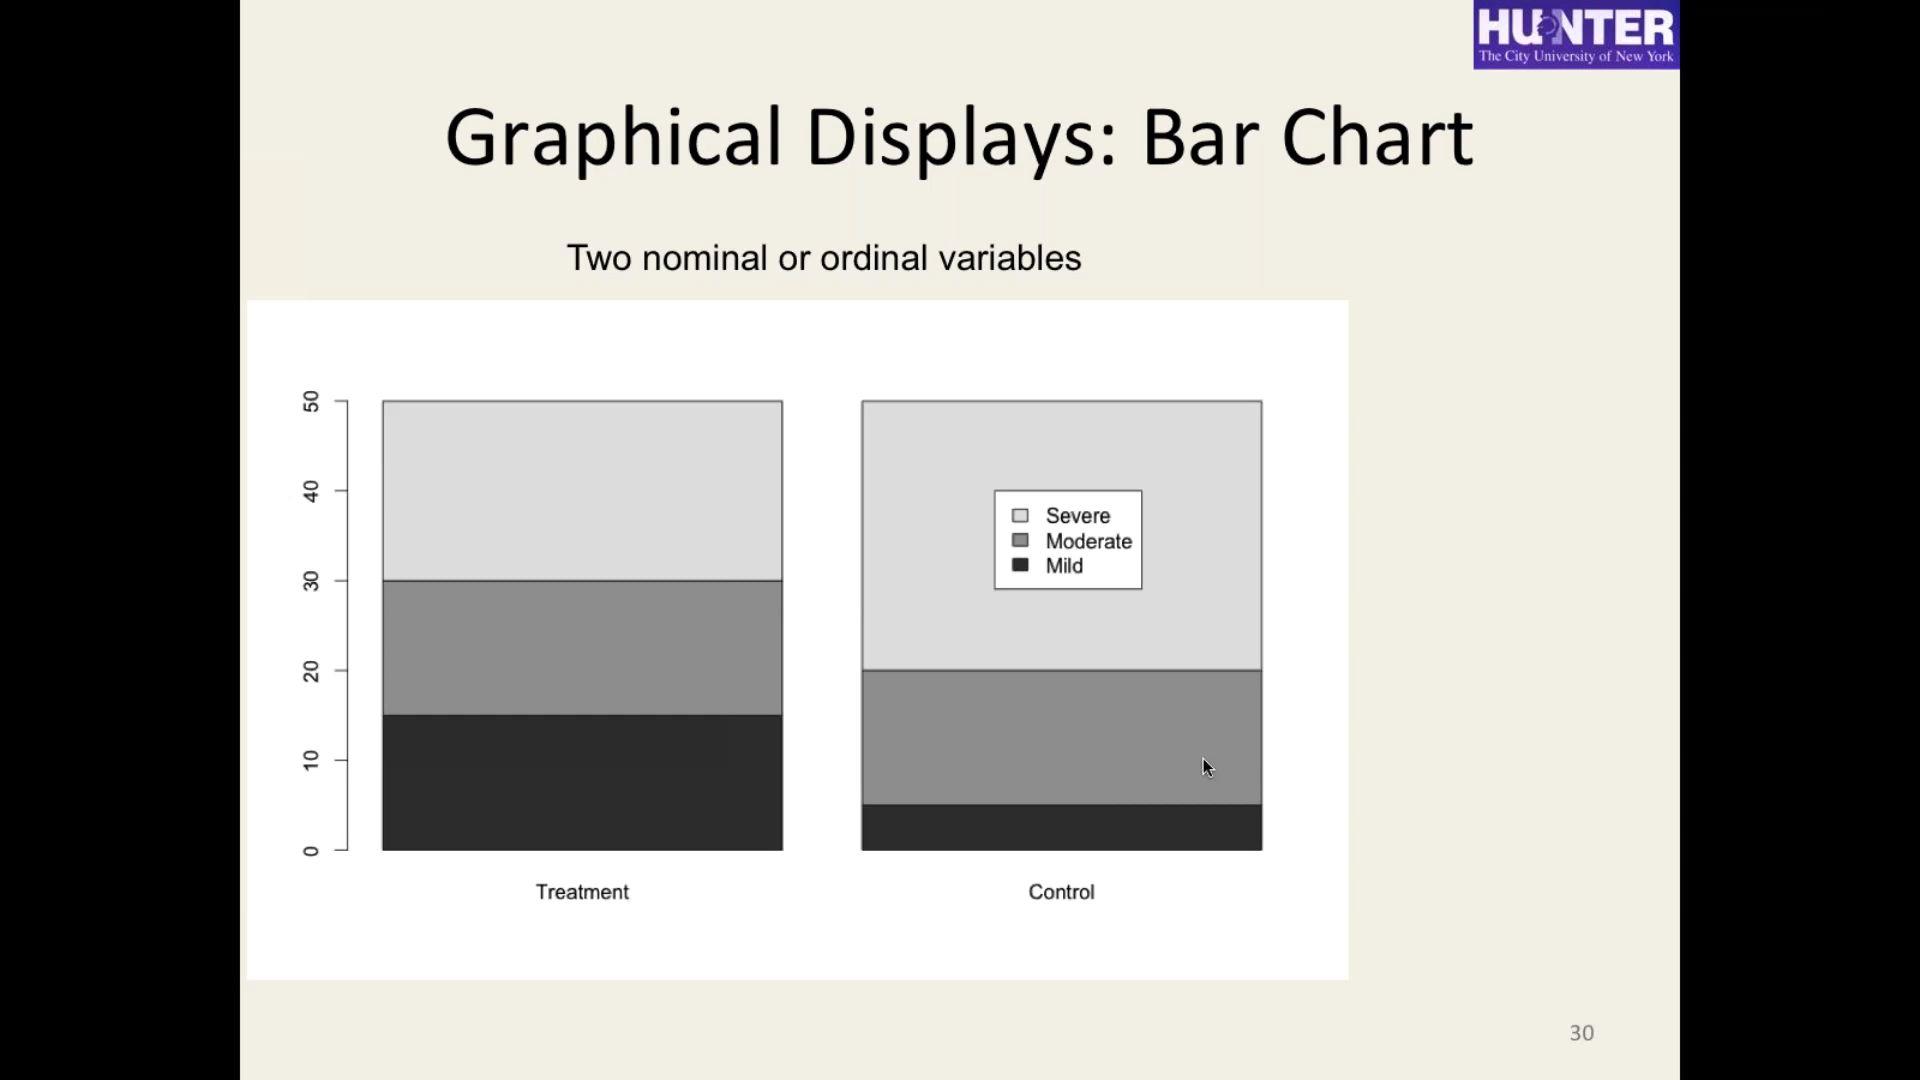 HUNTER
The City University of New York
Graphical Displays: Bar Chart
Two nominal or ordinal variables
50
40
30
20
10
0
Severe
Moderate
Mild
Treatment
Control
30